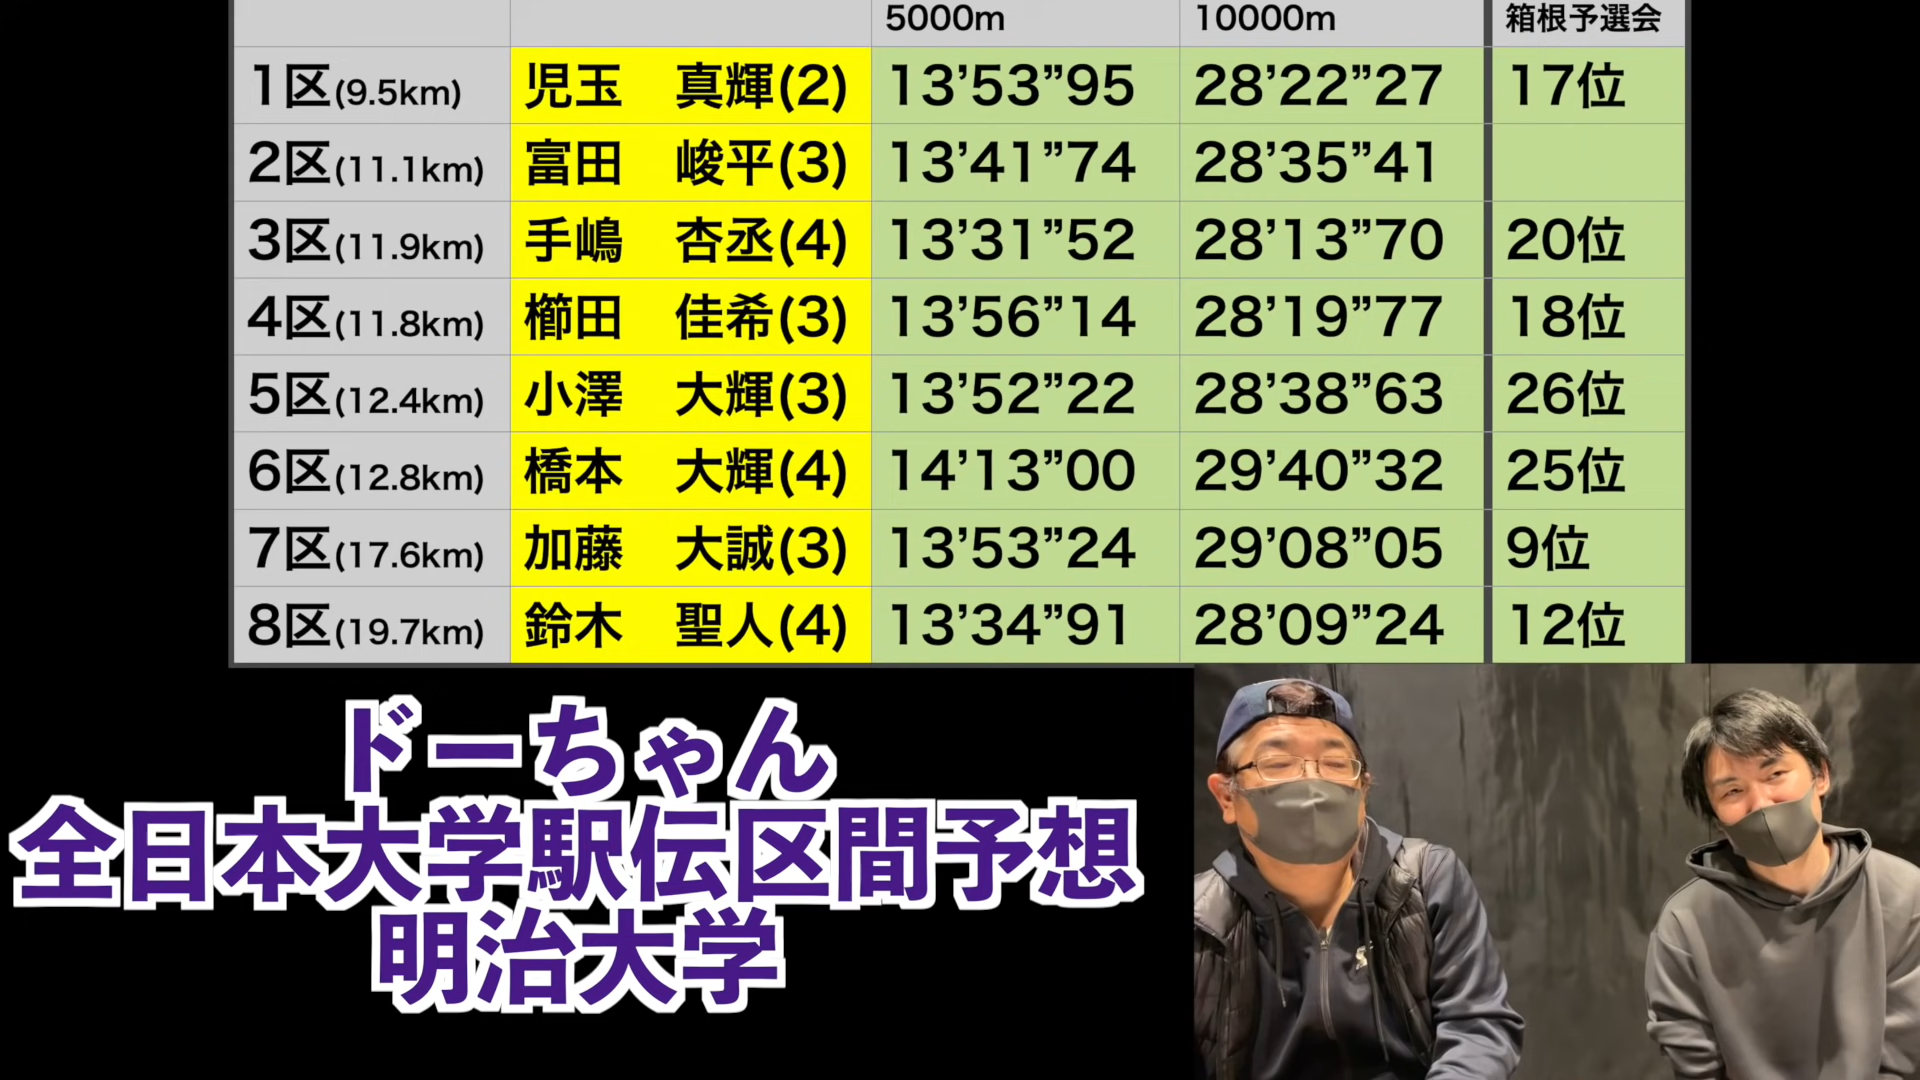 5000m 10000m 箱根予選会
1区(9.5km) 児玉 真輝(2) 13’53”95 28’22”27 17位
2区(11.1km) 富田 峻平(3) 13’41”74 28’35”41
3区(11.9km) 手嶋 杏丞(4) 13’31”52 28’13”70 20位
4区(11.8km) 櫛田 佳希(3) 13’56”14 28’19”77 18位
5区(12.4km) 小澤 大輝(3) 13’52”22 28’38”63 26位
6区(12.8km) 橋本 大輝(4) 14’13”00 29’40”32 25位
7区(17.6km) 加藤 大誠(3) 13’53”24 29’08”05 9位
8区(19.7km) 鈴木 聖人(4) 13’34”91 28’09”24 12位
ドーちゃん
全日本大学駅伝区間予想
明治大学